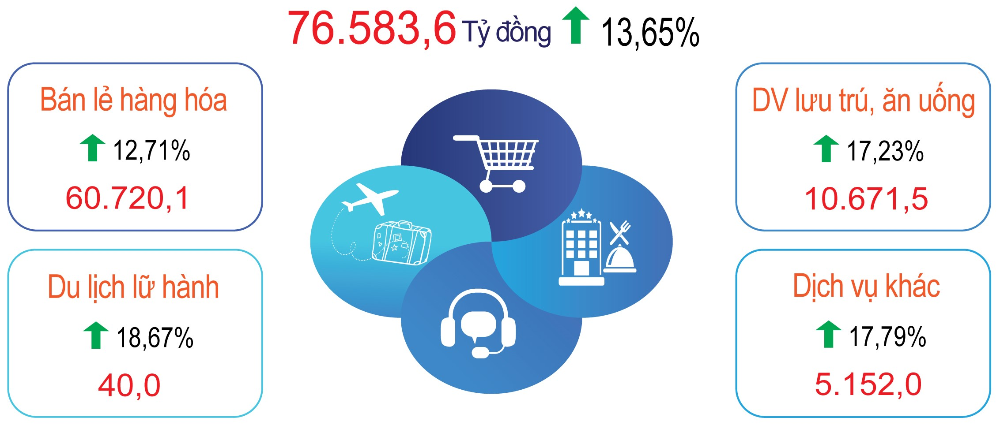 76.583,6 Tỷ đồng 13,65%
Bán lẻ hàng hóa
12,71%
60.720,1
DV lưu trú, ăn uống
17,23%
10.671,5
Du lịch lữ hành
18,67%
40,0
Dịch vụ khác
17,79%
5.152,0